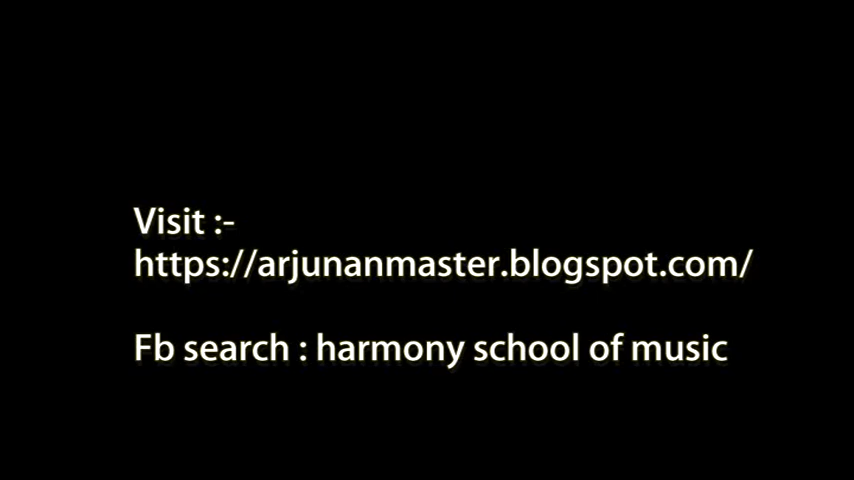 Visit :-
https://arjunanmaster.blogspot.com/
Fb search : harmony school of music